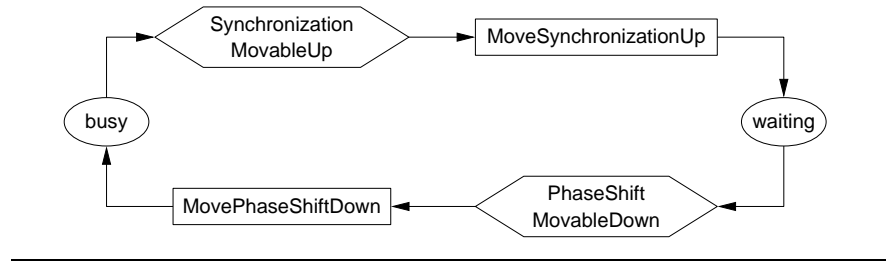 Synchronization
MovableUp
MoveSynchronizationUp
busy
waiting
MovePhaseShiftDown
PhaseShift
MovableDown